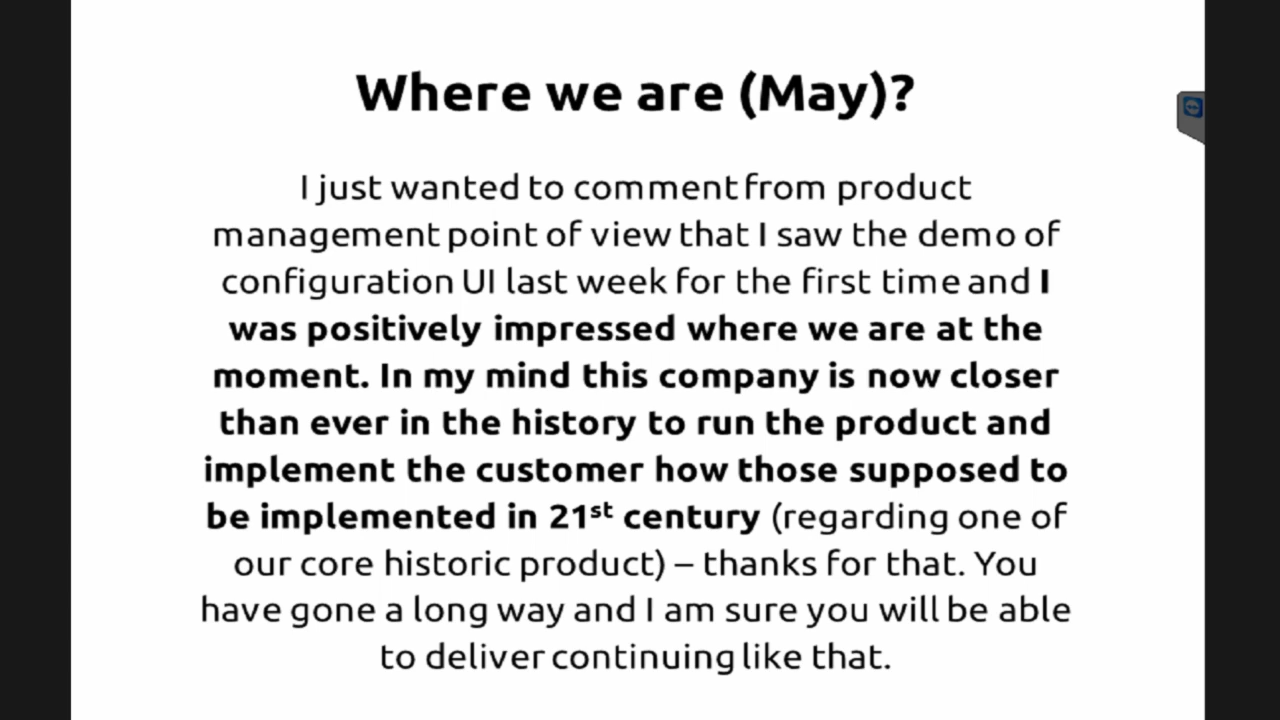 Where we are (May)?
I just wanted to comment from product
management point of view that I saw the demo of
configuration UI last week for the first time and I
was positively impressed where we are at the
moment. In my mind this company is now closer
than ever in the history to run the product and
implement the customer how those supposed to
be implemented in 21st century (regarding one of
our core historic product) – thanks for that. You
have gone a long way and I am sure you will be able
to deliver continuing like that.